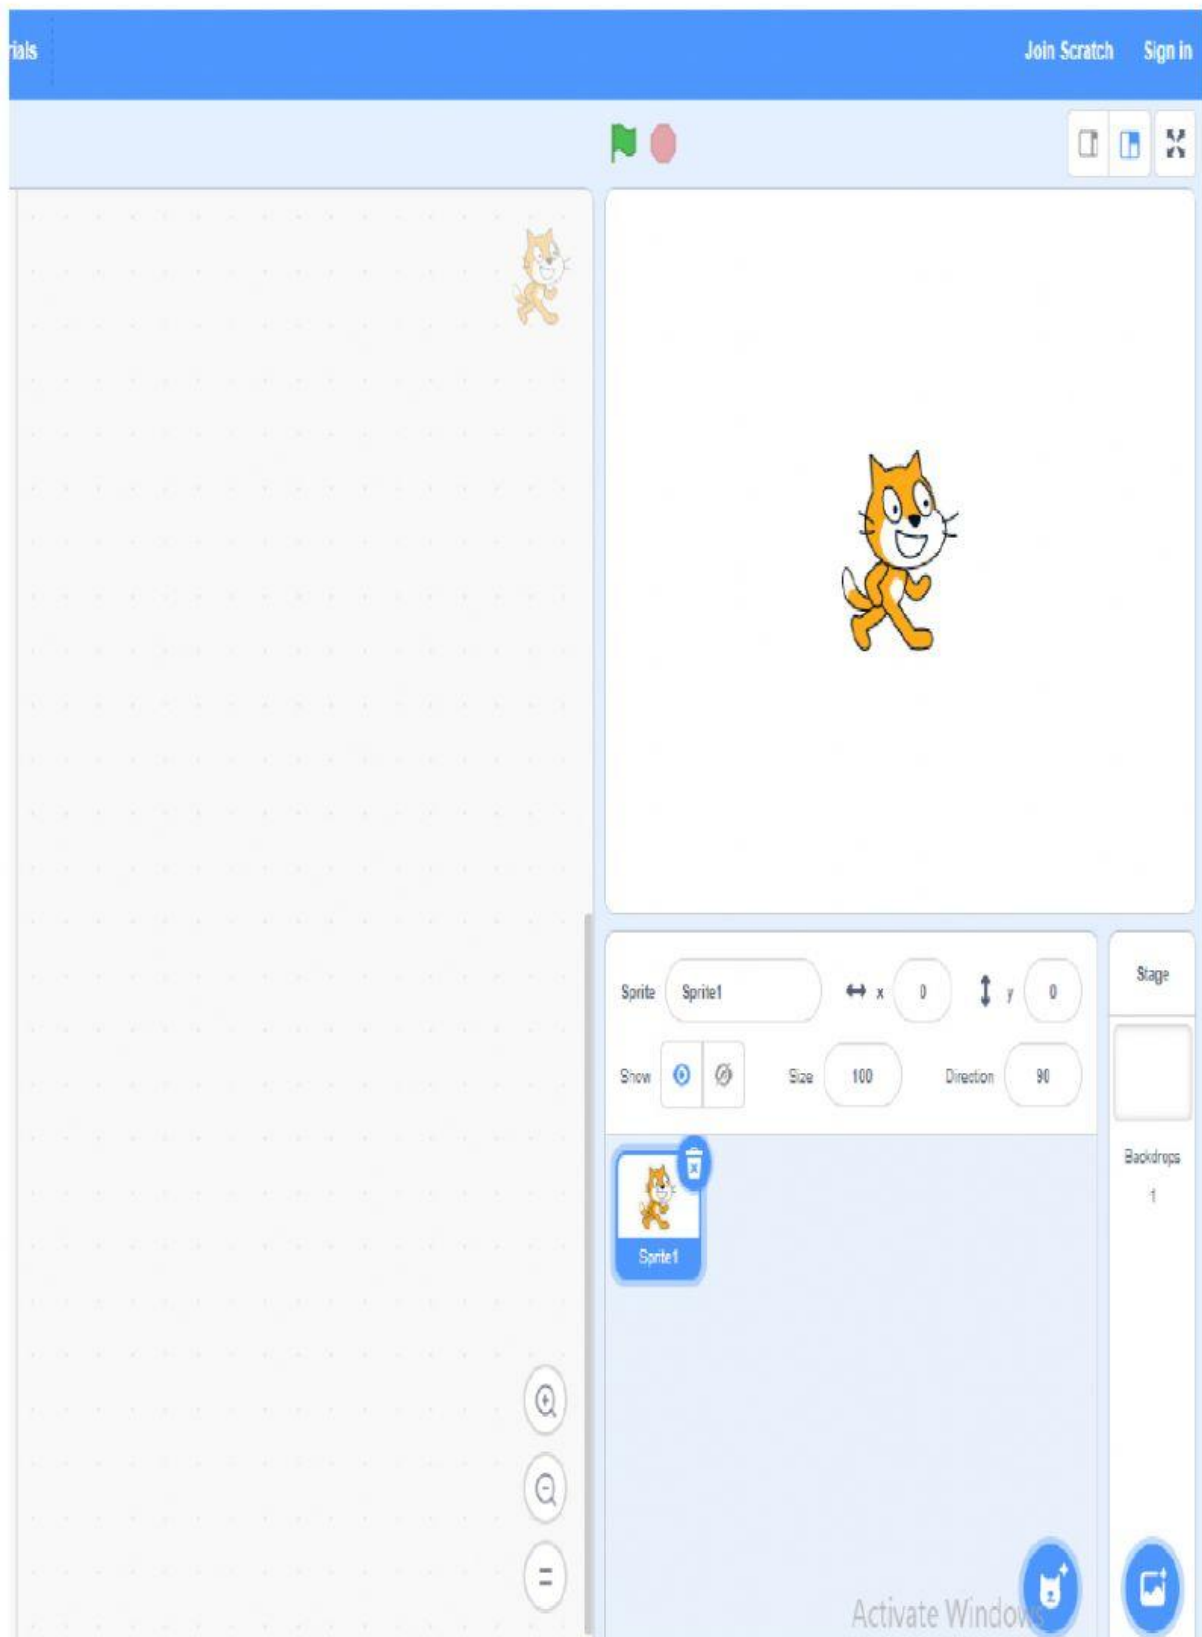 rials
Join Scratch
Sign in
Sprite
Sprite1
x
0
y
0
Show
Size
100
Direction
90
Sprite1
Stage
Backdrops
1
Activate Windows